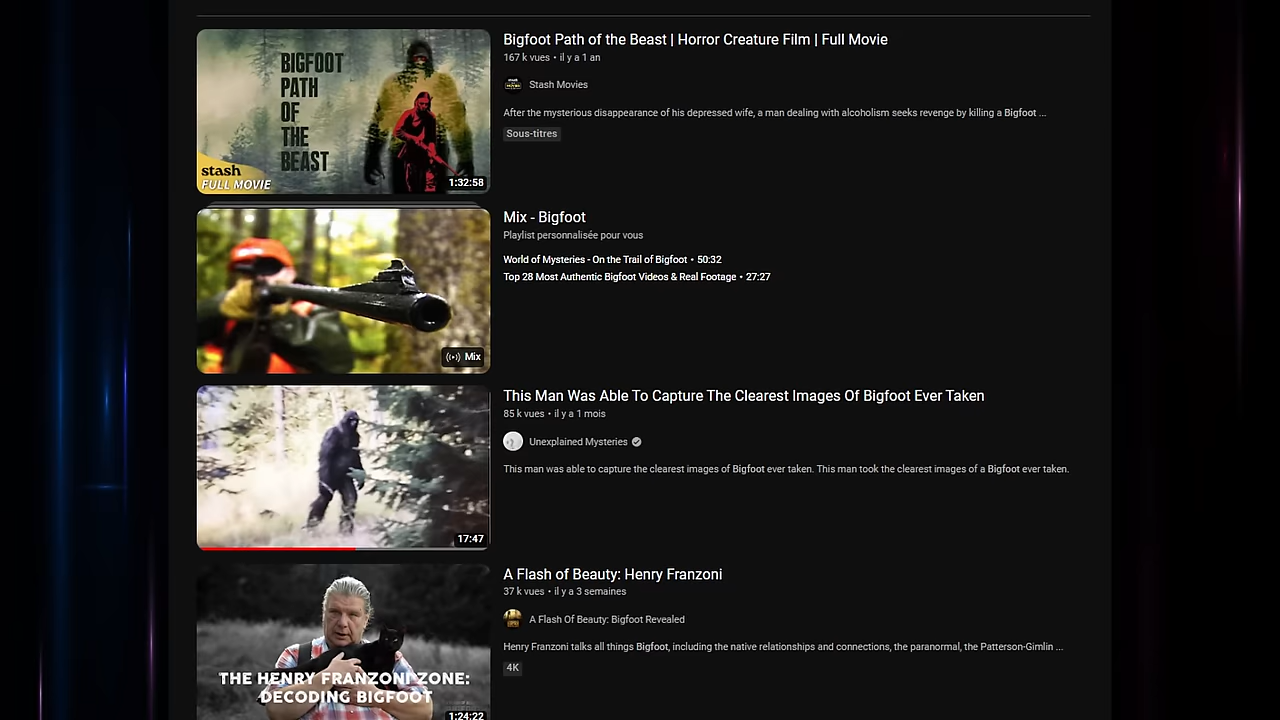 BIGFOOT
PATH
OF
THE
BEAST
stash
FULL MOVIE
1:32:58
Bigfoot Path of the Beast | Horror Creature Film | Full Movie
167 k vues • il y a 1 an
Stash Movies
After the mysterious disappearance of his depressed wife, a man dealing with alcoholism seeks revenge by killing a Bigfoot ...
Sous-titres
Mix
Mix - Bigfoot
Playlist personnalisée pour vous
World of Mysteries - On the Trail of Bigfoot • 50:32
Top 28 Most Authentic Bigfoot Videos & Real Footage • 27:27
17:47
This Man Was Able To Capture The Clearest Images Of Bigfoot Ever Taken
85 k vues • il y a 1 mois
Unexplained Mysteries
This man was able to capture the clearest images of Bigfoot ever taken. This man took the clearest images of a Bigfoot ever taken.
THE HENRY FRANZONI ZONE:
DECODING BIGFOOT
1:24:22
A Flash of Beauty: Henry Franzoni
37 k vues • il y a 3 semaines
A Flash Of Beauty: Bigfoot Revealed
Henry Franzoni talks all things Bigfoot, including the native relationships and connections, the paranormal, the Patterson-Gimlin ...
4K